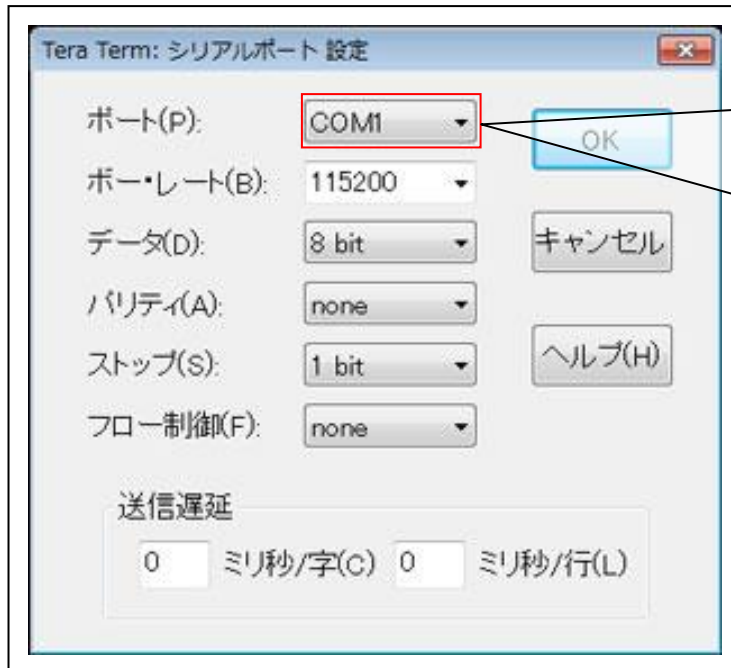 Tera Term: シリアルポート 設定
ポート(P): COM1
OK
ボー・レート(B): 115200
データ(D): 8 bit
キャンセル
パリティ(A): none
ストップ(S): 1 bit
ヘルプ(H)
フロー制御(F): none
送信遅延
0 ミリ秒/字(C) 0 ミリ秒/行(L)